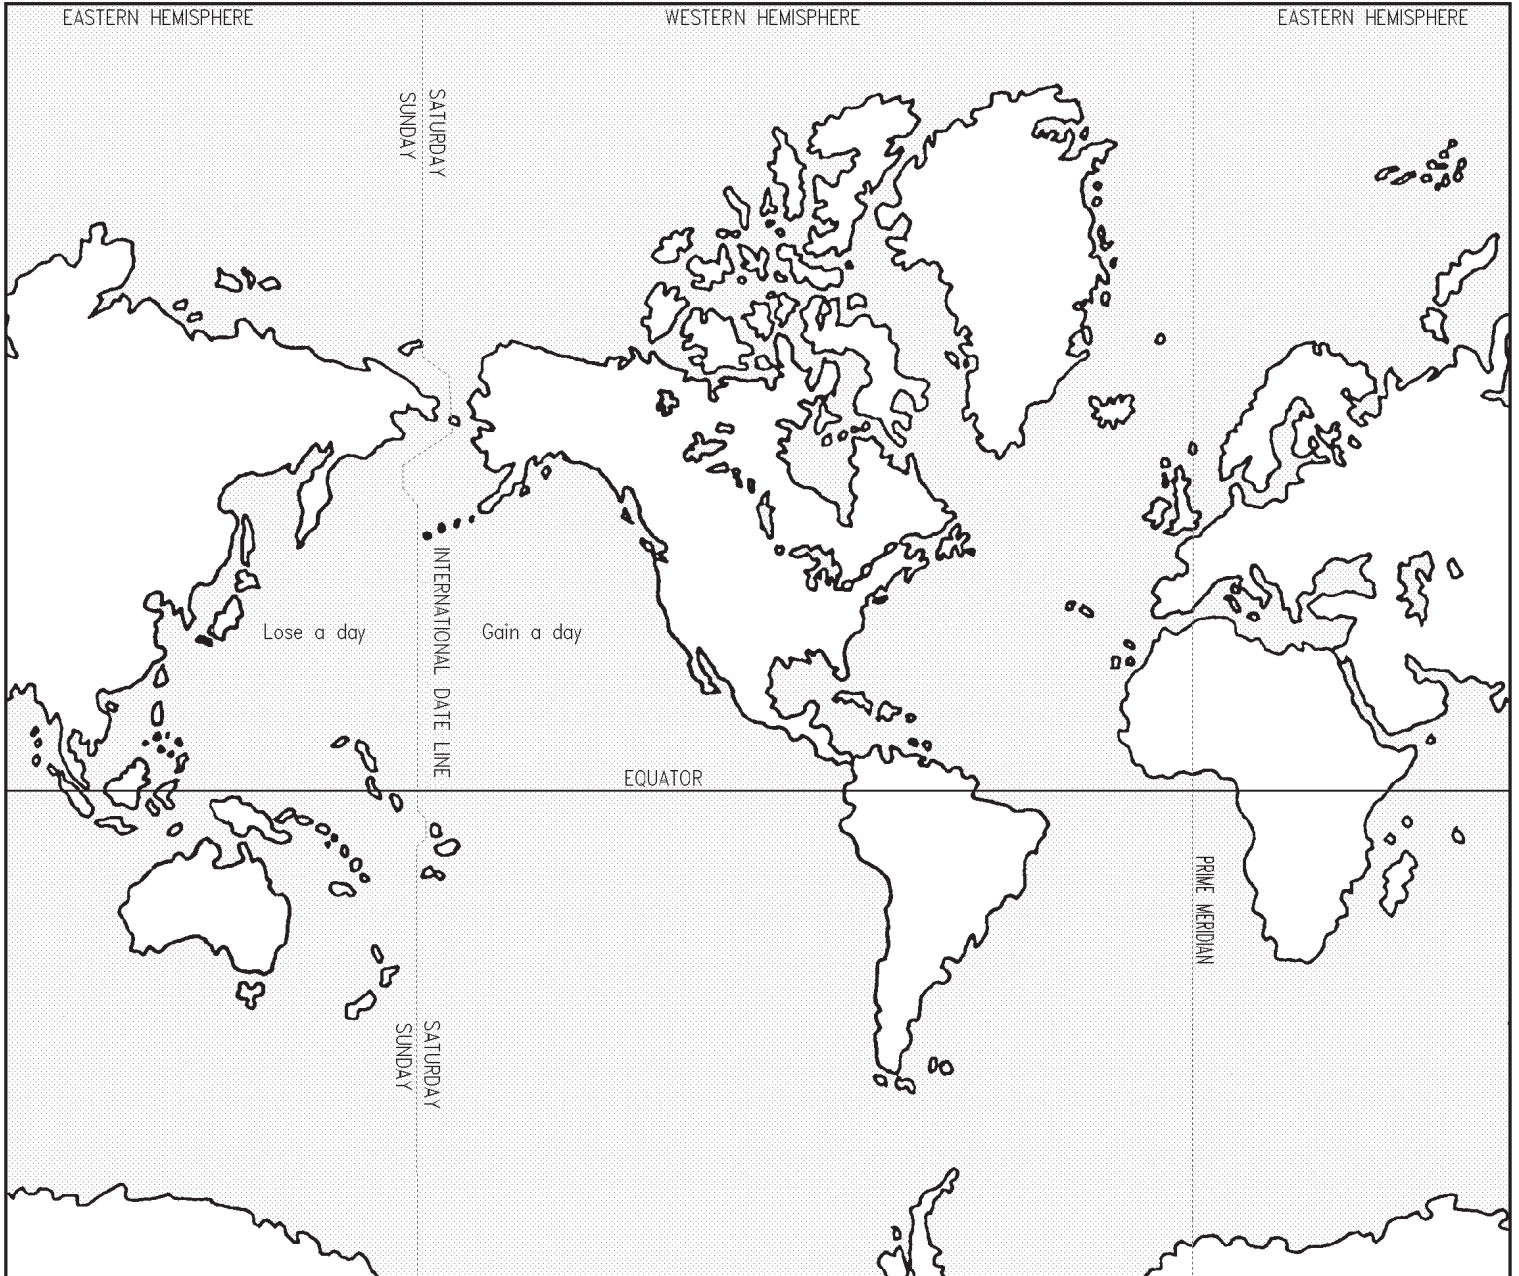 EASTERN HEMISPHERE
WESTERN HEMISPHERE
EASTERN HEMISPHERE
SATURDAY
SUNDAY
INTERNATIONAL DATE LINE
Lose a day
Gain a day
EQUATOR
PRIME MERIDIAN
SATURDAY
SUNDAY